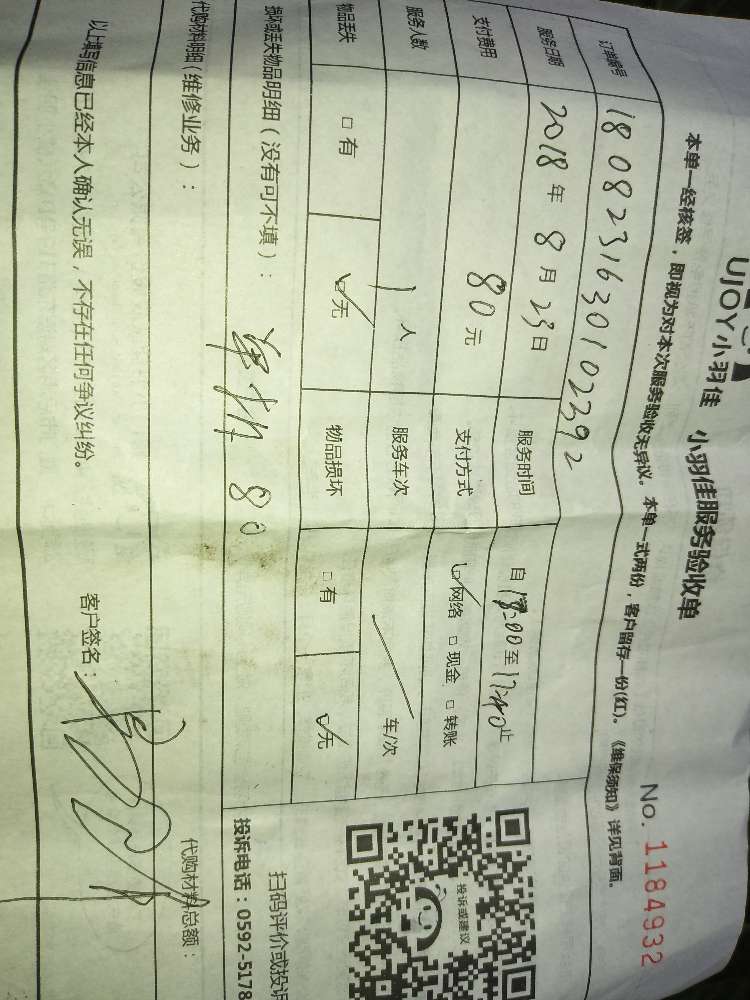 UJOY小羽佳 小羽佳服务验收单
No. 1184932
本单一经核签，即视为对本次服务验收无异议。本单一式两份，客户留存一份(红)。《维保须知》详见背面。
订单编号 180823163010 2392
服务日期 2018年8月23日 服务时间 自 :00至17:40止
支付费用 80元 支付方式 ☑网络 □现金 □转账
服务人数 1人 服务车次 / 车/次
物品丢失 □有 ☑无 物品损坏 □有 ☑无
损坏或丢失物品明细（没有可不填）：
80
代购材料明细（维修业务）：
代购材料总额：
以上填写信息已经本人确认无误，不存在任何争议纠纷。
客户签名：
投诉或建议
扫码评价或投诉
投诉电话：0592-5178